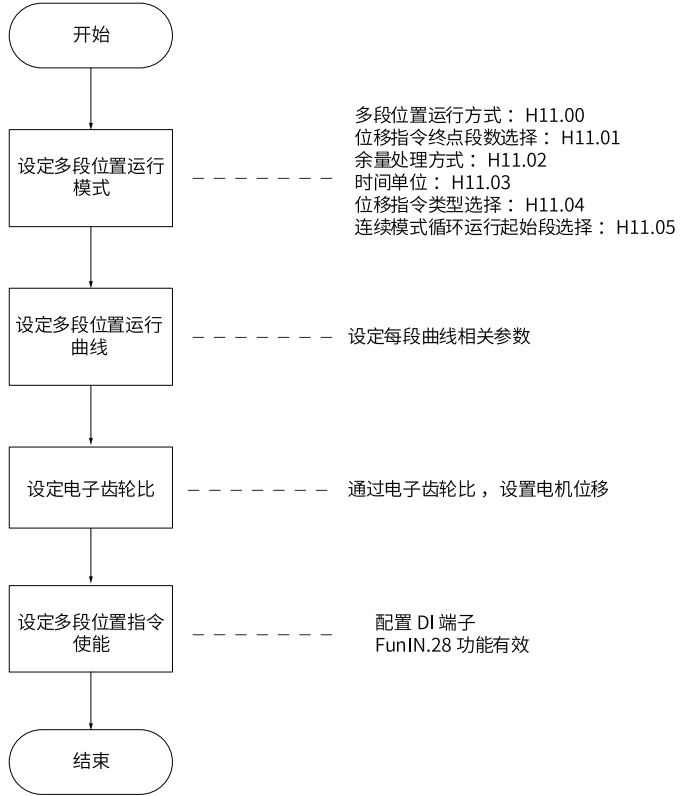 开始
设定多段位置运行
模式
多段位置运行方式：H11.00
位移指令终点段数选择：H11.01
余量处理方式：H11.02
时间单位：H11.03
位移指令类型选择：H11.04
连续模式循环运行起始段选择：H11.05
设定多段位置运行
曲线
设定每段曲线相关参数
设定电子齿轮比
通过电子齿轮比，设置电机位移
设定多段位置指令
使能
配置 DI 端子
FunIN.28 功能有效
结束